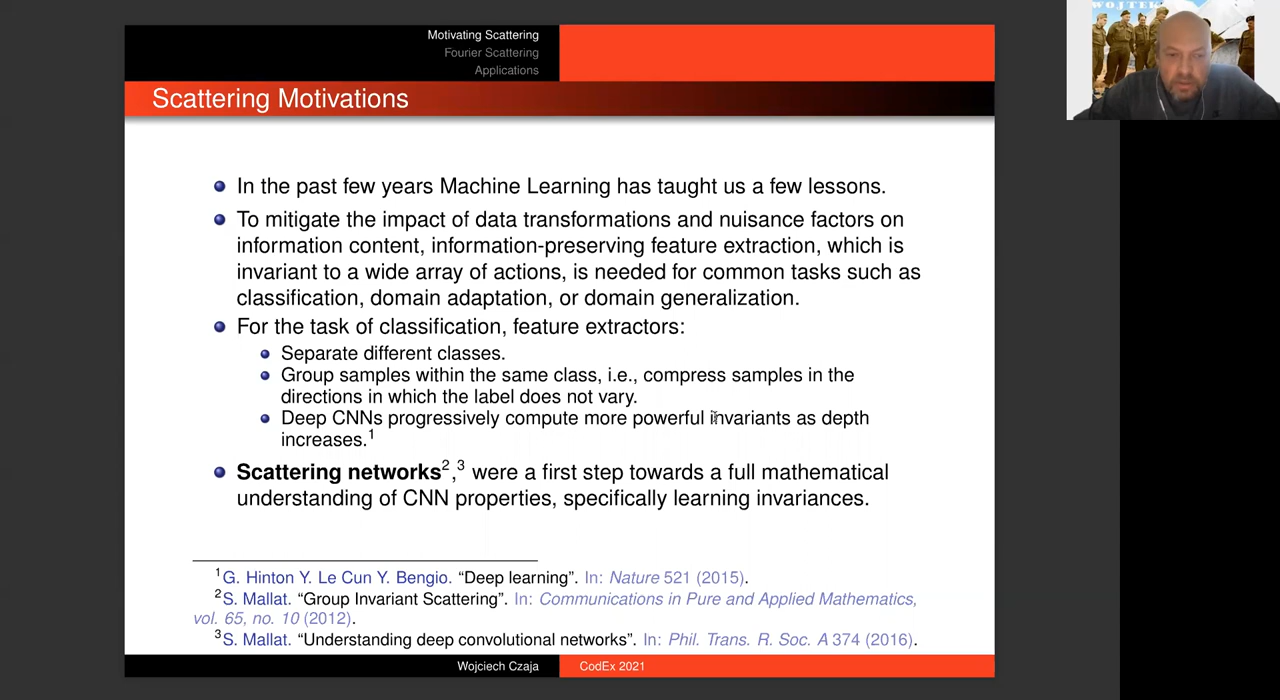 WOJTEK
Motivating Scattering
Fourier Scattering
Applications
Scattering Motivations
In the past few years Machine Learning has taught us a few lessons.
To mitigate the impact of data transformations and nuisance factors on
information content, information-preserving feature extraction, which is
invariant to a wide array of actions, is needed for common tasks such as
classification, domain adaptation, or domain generalization.
For the task of classification, feature extractors:
Separate different classes.
Group samples within the same class, i.e., compress samples in the
directions in which the label does not vary.
Deep CNNs progressively compute more powerful invariants as depth
increases.1
Scattering networks2,3 were a first step towards a full mathematical
understanding of CNN properties, specifically learning invariances.
1G. Hinton Y. Le Cun Y. Bengio. “Deep learning”. In: Nature 521 (2015).
2S. Mallat. “Group Invariant Scattering”. In: Communications in Pure and Applied Mathematics,
vol. 65, no. 10 (2012).
3S. Mallat. “Understanding deep convolutional networks”. In: Phil. Trans. R. Soc. A 374 (2016).
Wojciech Czaja CodEx 2021